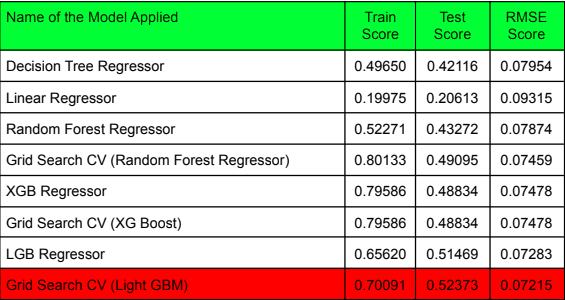 Name of the Model Applied Train Score Test Score RMSE Score
Decision Tree Regressor 0.49650 0.42116 0.07954
Linear Regressor 0.19975 0.20613 0.09315
Random Forest Regressor 0.52271 0.43272 0.07874
Grid Search CV (Random Forest Regressor) 0.80133 0.49095 0.07459
XGB Regressor 0.79586 0.48834 0.07478
Grid Search CV (XG Boost) 0.79586 0.48834 0.07478
LGB Regressor 0.65620 0.51469 0.07283
Grid Search CV (Light GBM) 0.70091 0.52373 0.07215